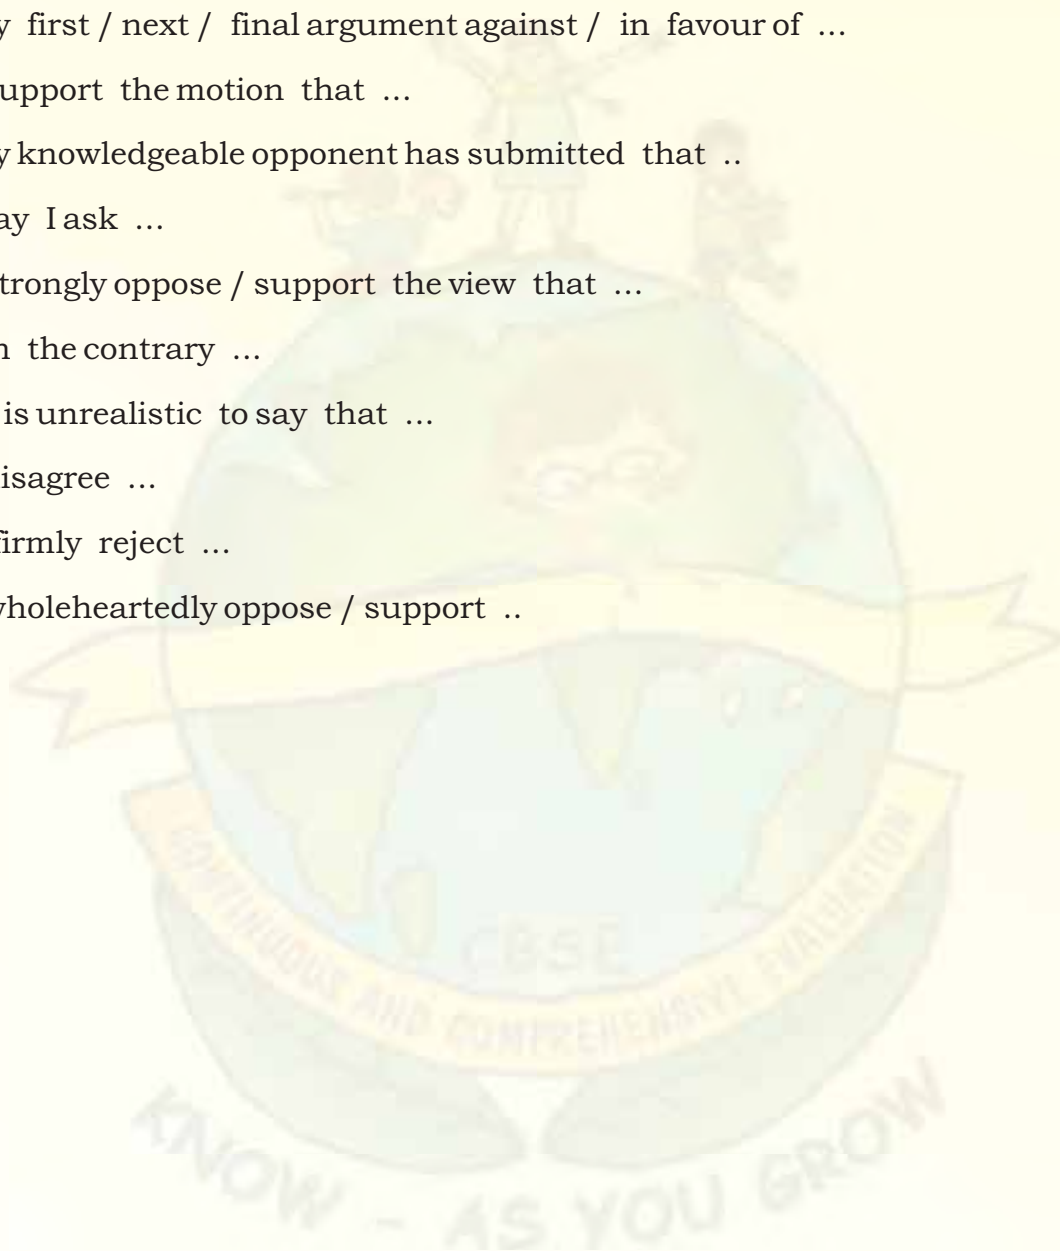 y first / next / final argument against / in favour of ...
upport the motion that ...
y knowledgeable opponent has submitted that ..
ay I ask ...
trongly oppose / support the view that ...
n the contrary ...
is unrealistic to say that ...
isagree ...
firmly reject ...
wholeheartedly oppose / support ..
CBSE
CONTINUOUS AND COMPREHENSIVE EVALUATION
KNOW - AS YOU GROW